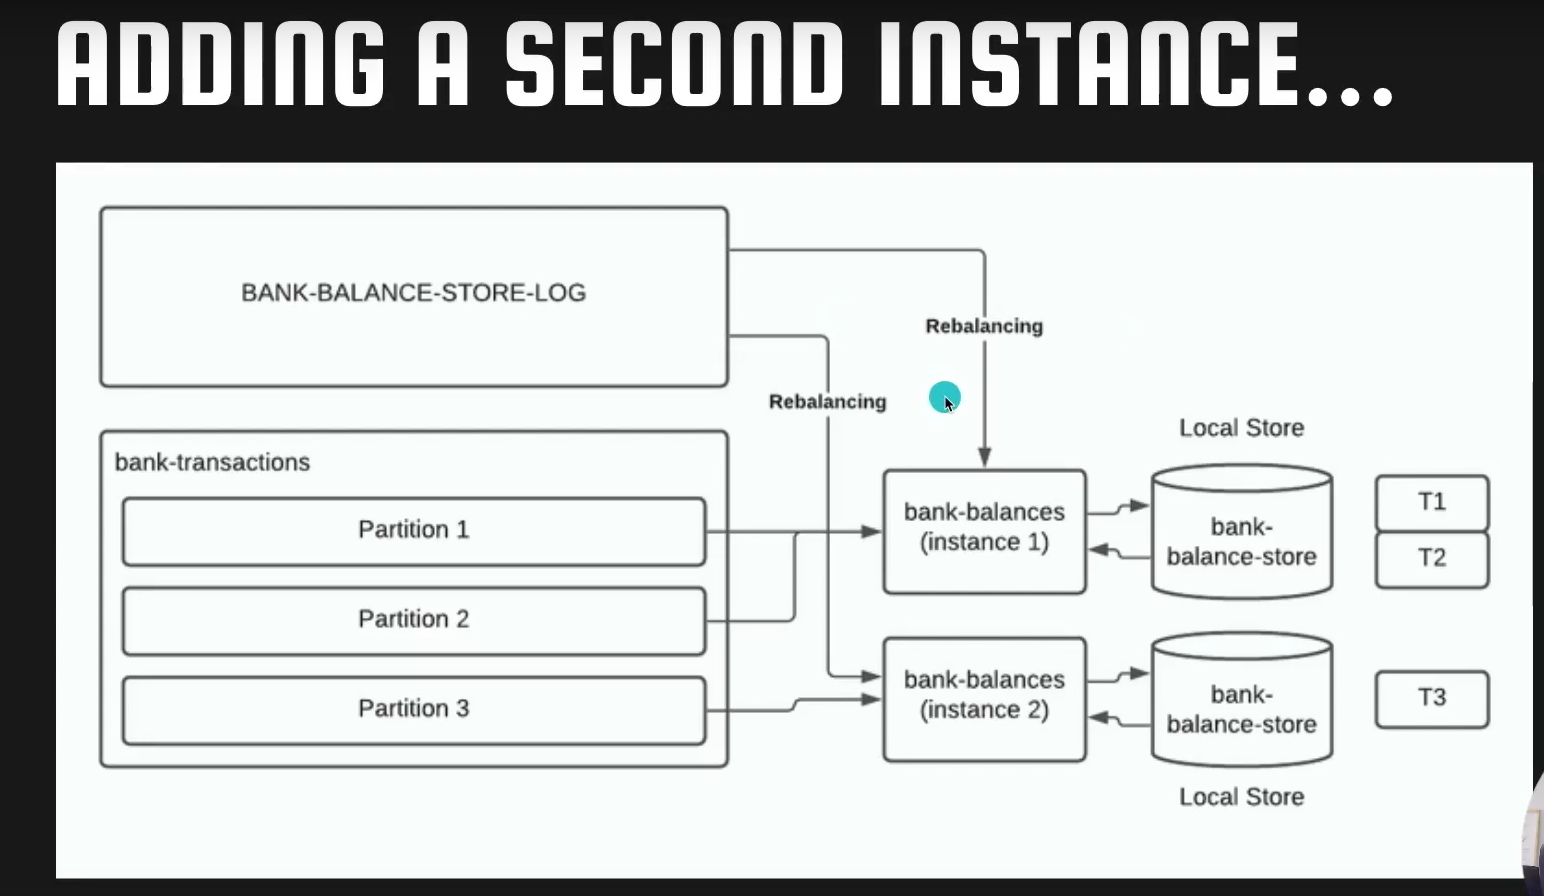 ADDING A SECOND INSTANCE...
BANK-BALANCE-STORE-LOG
Rebalancing
Rebalancing
bank-transactions
Partition 1
Partition 2
Partition 3
bank-balances
(instance 1)
bank-balances
(instance 2)
Local Store
bank-
balance-store
T1
T2
bank-
balance-store
T3
Local Store